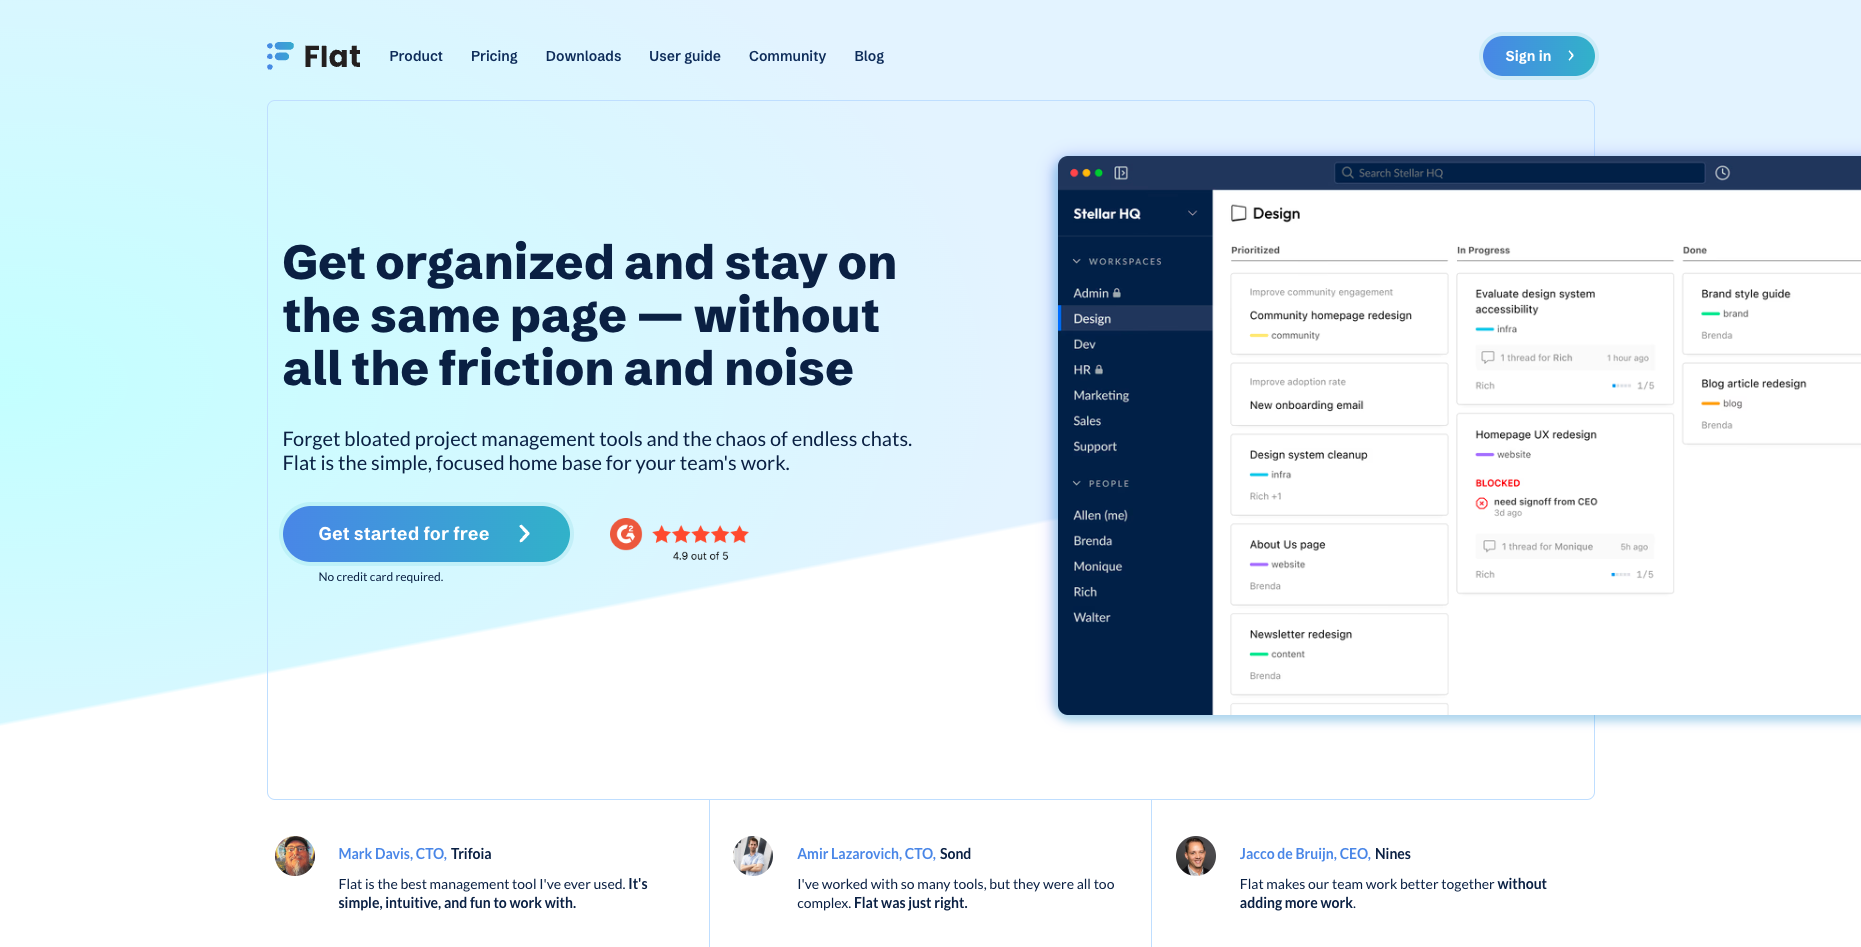 Flat
Product
Pricing
Downloads
User guide
Community
Blog
Sign in
Get organized and stay on
the same page — without
all the friction and noise
Forget bloated project management tools and the chaos of endless chats.
Flat is the simple, focused home base for your team's work.
Get started for free
No credit card required.
4.9 out of 5
Search Stellar HQ
Stellar HQ
WORKSPACES
Admin
Design
Dev
HR
Marketing
Sales
Support
PEOPLE
Allen (me)
Brenda
Monique
Rich
Walter
Design
Prioritized
Improve community engagement
Community homepage redesign
community
Improve adoption rate
New onboarding email
Design system cleanup
infra
Rich +1
About Us page
website
Brenda
Newsletter redesign
content
Brenda
In Progress
Evaluate design system
accessibility
infra
1 thread for Rich 1 hour ago
Rich 1/5
Homepage UX redesign
website
BLOCKED
need signoff from CEO
3d ago
1 thread for Monique 5h ago
Rich 1/5
Done
Brand style guide
brand
Brenda
Blog article redesign
blog
Brenda
Mark Davis, CTO, Trifoia
Flat is the best management tool I've ever used. It's
simple, intuitive, and fun to work with.
Amir Lazarovich, CTO, Sond
I've worked with so many tools, but they were all too
complex. Flat was just right.
Jacco de Bruijn, CEO, Nines
Flat makes our team work better together without
adding more work.